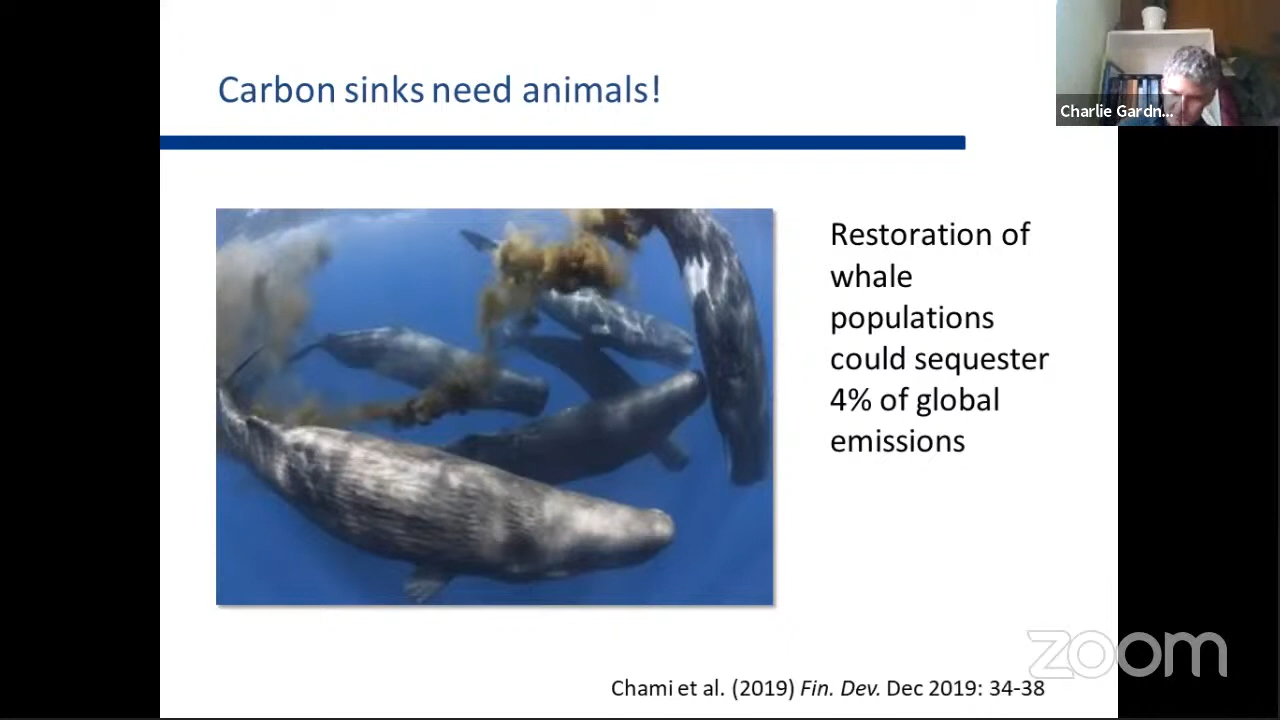 Carbon sinks need animals!
Charlie Gardn...
Restoration of
whale
populations
could sequester
4% of global
emissions
zoom
Chami et al. (2019) Fin. Dev. Dec 2019: 34-38